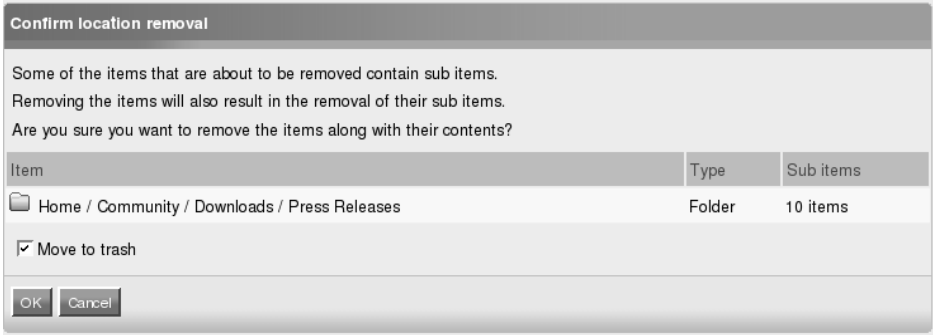 Confirm location removal
Some of the items that are about to be removed contain sub items.
Removing the items will also result in the removal of their sub items.
Are you sure you want to remove the items along with their contents?
Item Type Sub items
Home / Community / Downloads / Press Releases Folder 10 items
Move to trash
OK Cancel